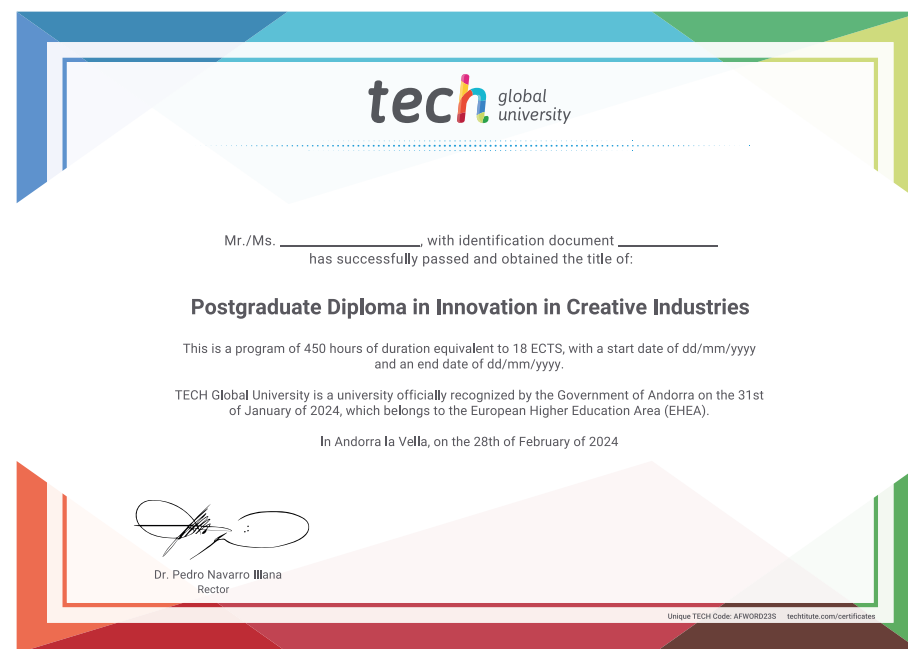 tech global university
Mr./Ms. ____________________, with identification document ______________
has successfully passed and obtained the title of:
Postgraduate Diploma in Innovation in Creative Industries
This is a program of 450 hours of duration equivalent to 18 ECTS, with a start date of dd/mm/yyyy
and an end date of dd/mm/yyyy.
TECH Global University is a university officially recognized by the Government of Andorra on the 31st
of January of 2024, which belongs to the European Higher Education Area (EHEA).
In Andorra la Vella, on the 28th of February of 2024
Dr. Pedro Navarro Illana
Rector
Unique TECH Code: AFWORD23S techtitute.com/certificates